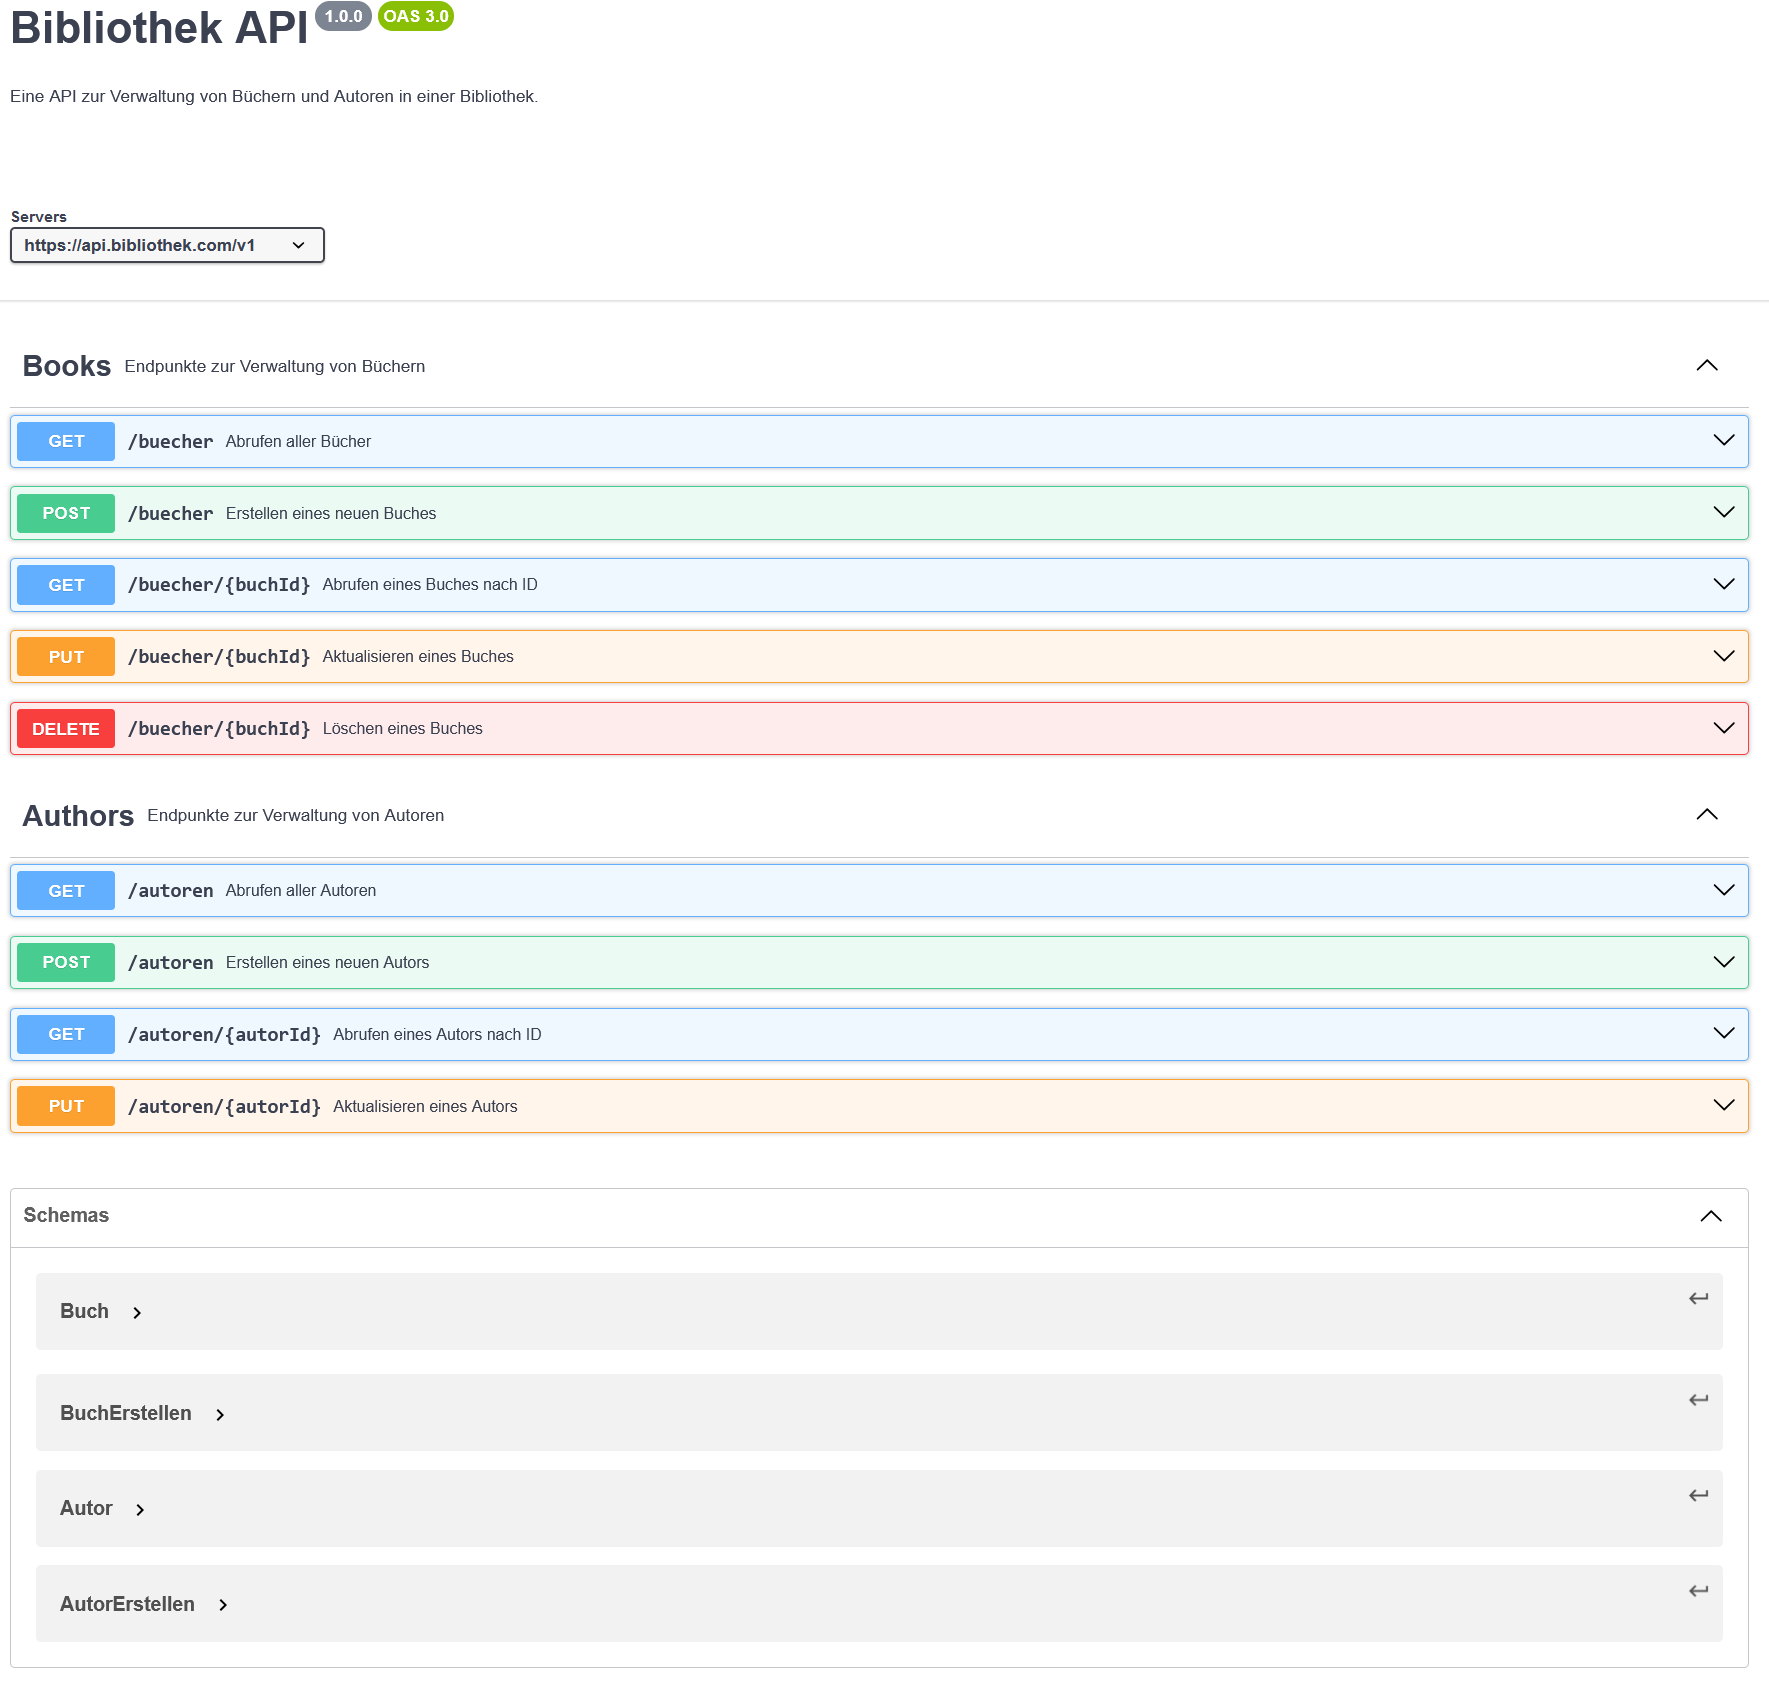 Bibliothek API 1.0.0 OAS 3.0
Eine API zur Verwaltung von Büchern und Autoren in einer Bibliothek.
Servers
https://api.bibliothek.com/v1
Books Endpunkte zur Verwaltung von Büchern
GET /buecher Abrufen aller Bücher
POST /buecher Erstellen eines neuen Buches
GET /buecher/{buchId} Abrufen eines Buches nach ID
PUT /buecher/{buchId} Aktualisieren eines Buches
DELETE /buecher/{buchId} Löschen eines Buches
Authors Endpunkte zur Verwaltung von Autoren
GET /autoren Abrufen aller Autoren
POST /autoren Erstellen eines neuen Autors
GET /autoren/{autorId} Abrufen eines Autors nach ID
PUT /autoren/{autorId} Aktualisieren eines Autors
Schemas
Buch
BuchErstellen
Autor
AutorErstellen